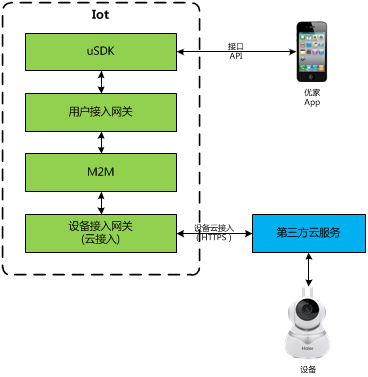 Iot
uSDK
接口
API
优家
App
用户接入网关
M2M
设备接入网关
(云接入)
设备云接入
(HTTPS)
第三方云服务
Haier
设备